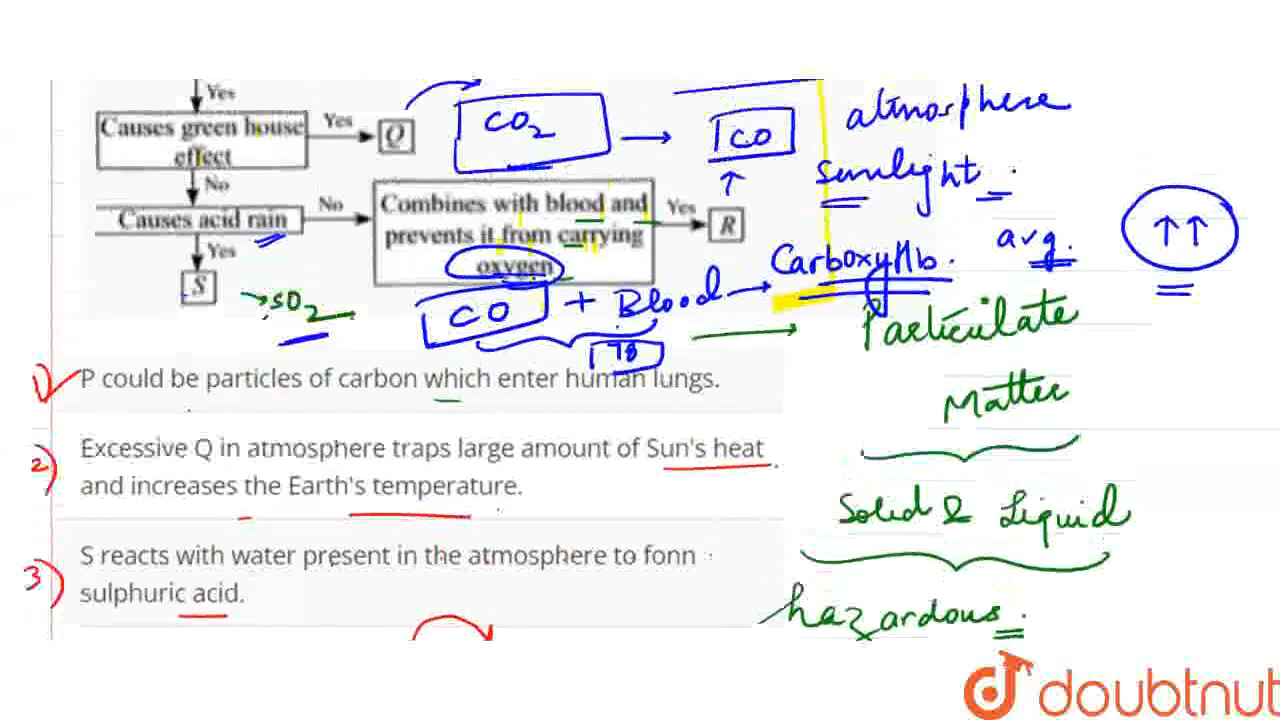 Yes
Causes green house
effect
Yes
Q
CO2
CO
atmosphere
sunlight
No
Causes acid rain
No
Combines with blood and
prevents it from carrying
oxygen
Yes
R
avg.
↑↑
Yes
S
SO2
CO + Blood
CarboxyHb.
Particulate
Matter
1) P could be particles of carbon which enter human lungs.
2) Excessive Q in atmosphere traps large amount of Sun's heat
and increases the Earth's temperature.
Solid & Liquid
3) S reacts with water present in the atmosphere to fonn
sulphuric acid.
hazardous.
doubtnut